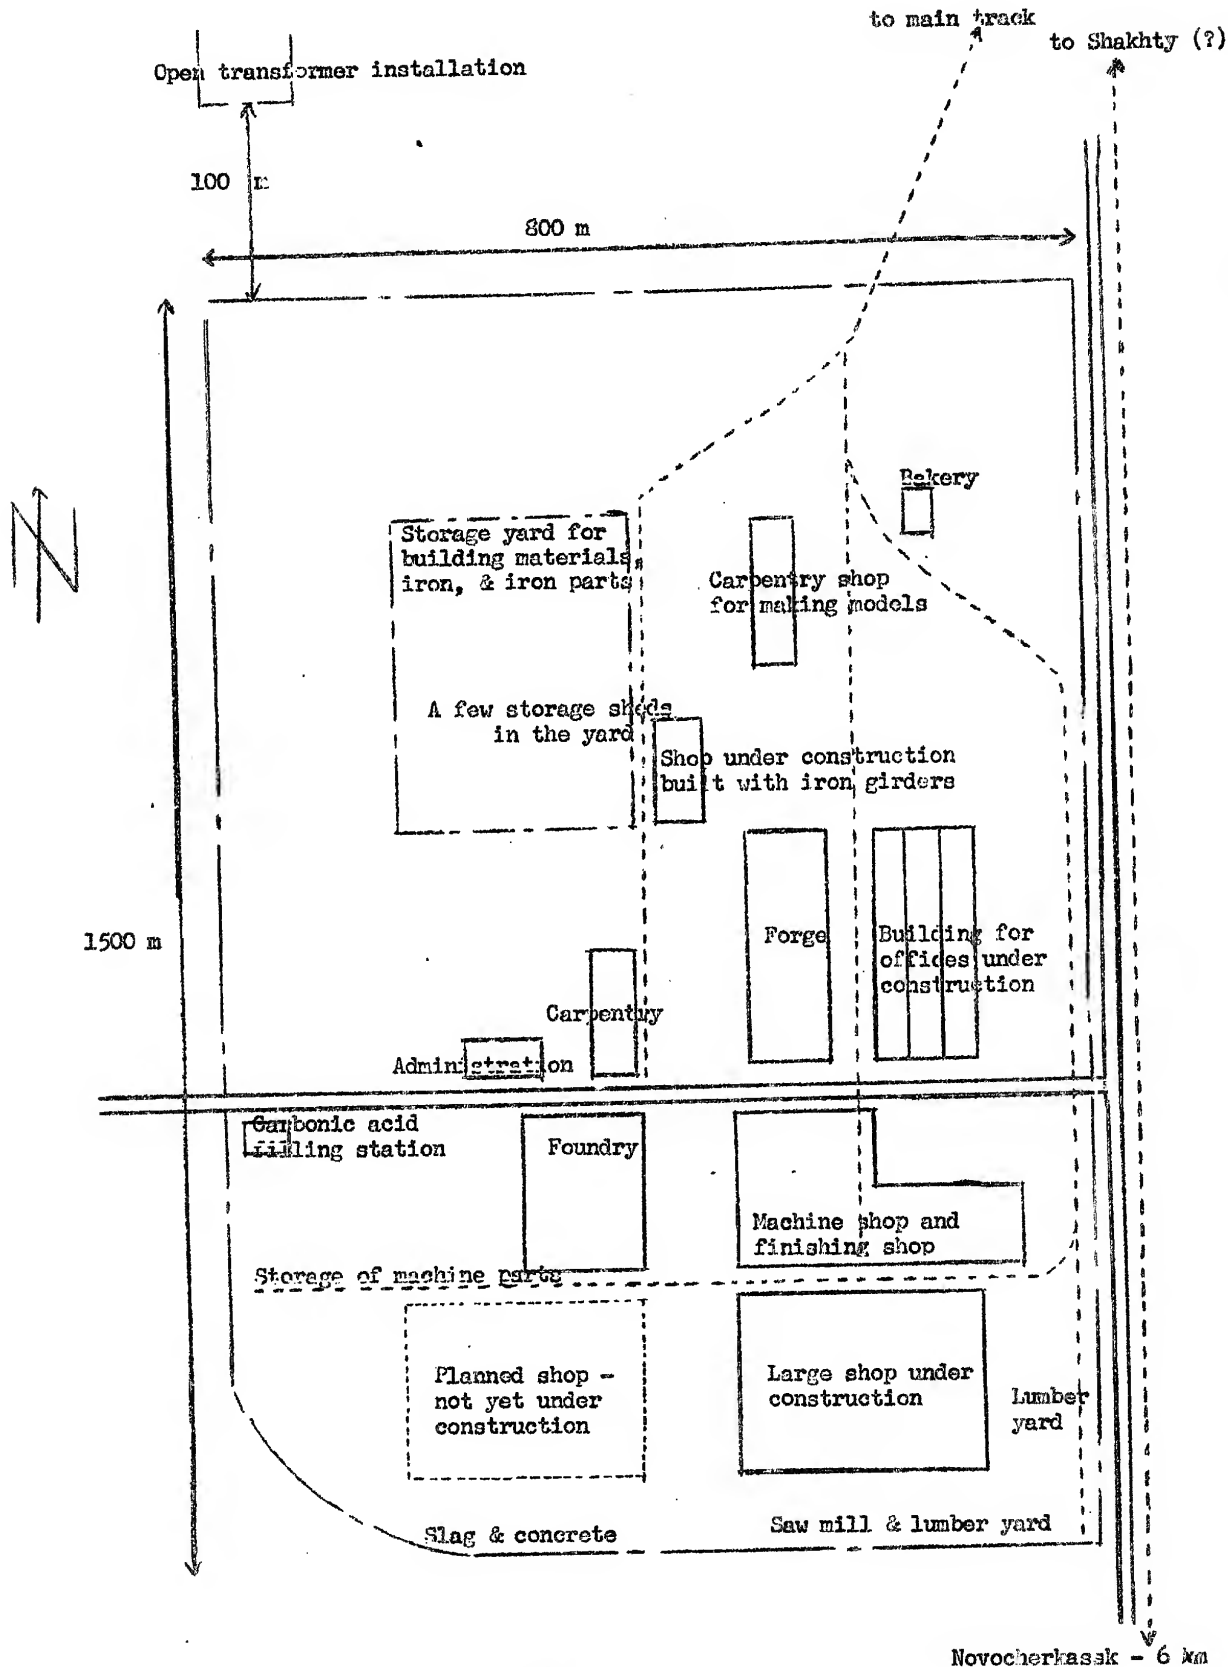 to main track
to Shakhty (?)
Open transformer installation
100 m
800 m
N
Bakery
Storage yard for
building materials,
iron, & iron parts
Carpentry shop
for making models
A few storage sheds
in the yard
Shop under construction
built with iron girders
1500 m
Forge
Building for
offices under
construction
Carpentry
Administration
Carbonic acid
filling station
Foundry
Machine shop and
finishing shop
Storage of machine parts
Planned shop -
not yet under
construction
Large shop under
construction
Lumber
yard
Slag & concrete
Saw mill & lumber yard
Novocherkassk - 6 km